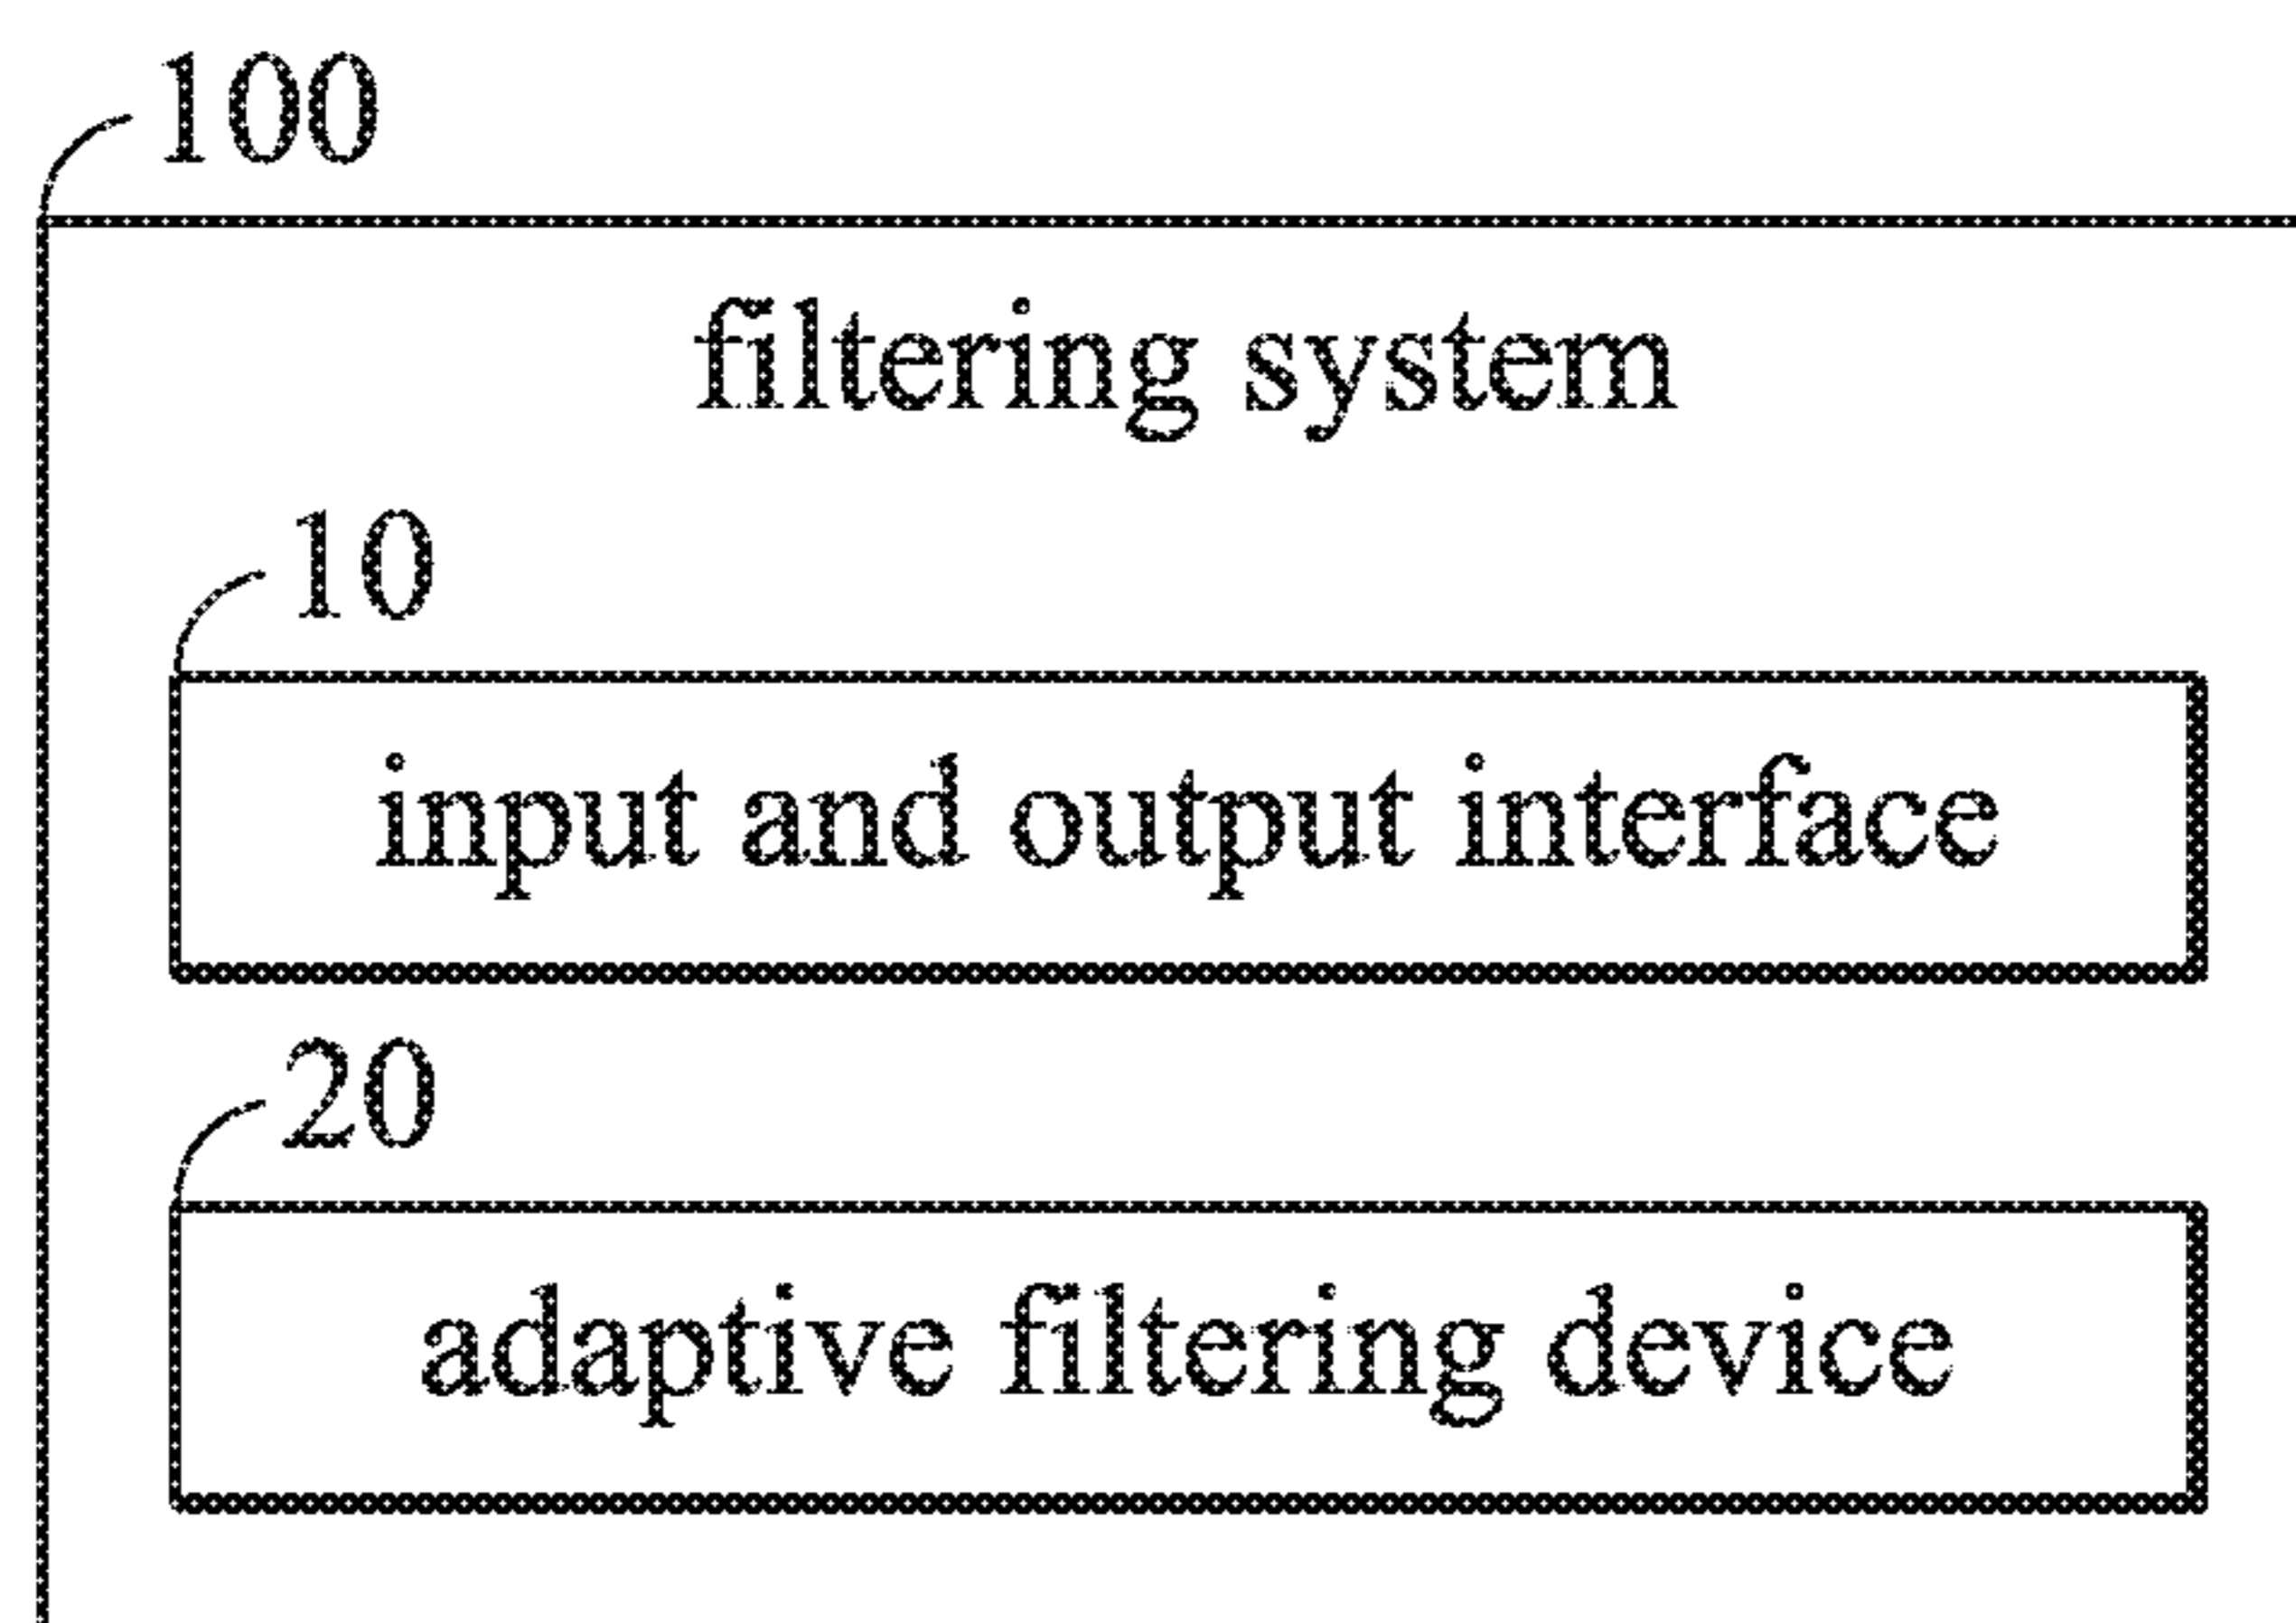 100
filtering system
10
input and output interface
20
adaptive filtering device